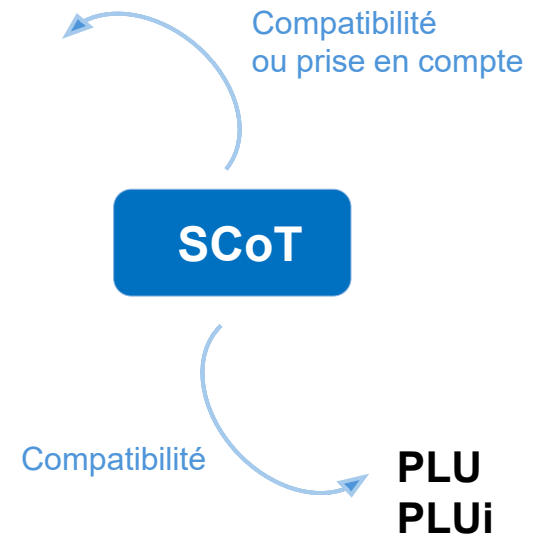 Compatibilité
ou prise en compte
SCoT
Compatibilité
PLU
PLUi